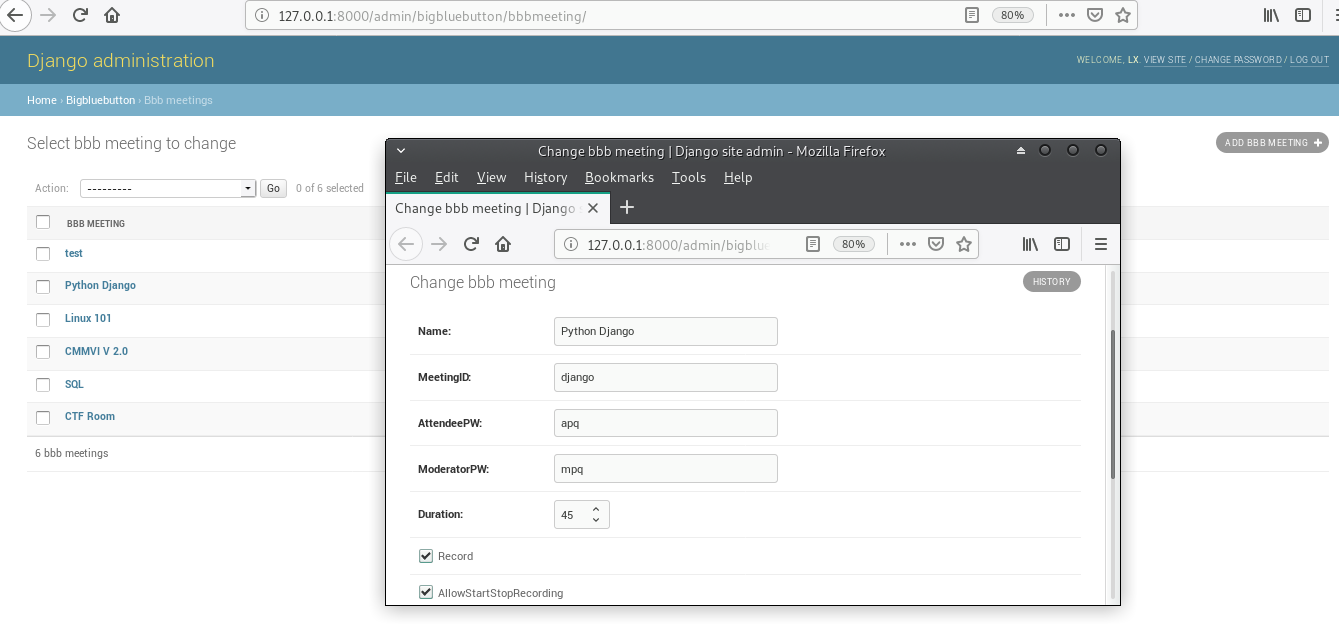 127.0.0.1:8000/admin/bigbluebutton/bbbmeeting/
80%
Django administration
WELCOME, LX. VIEW SITE / CHANGE PASSWORD / LOG OUT
Home › Bigbluebutton › Bbb meetings
Select bbb meeting to change
ADD BBB MEETING +
Action: --------- Go 0 of 6 selected
BBB MEETING
test
Python Django
Linux 101
CMMVI V 2.0
SQL
CTF Room
6 bbb meetings
Change bbb meeting | Django site admin - Mozilla Firefox
File Edit View History Bookmarks Tools Help
Change bbb meeting | Django
127.0.0.1:8000/admin/bigblue
80%
Change bbb meeting
HISTORY
Name: Python Django
MeetingID: django
AttendeePW: apq
ModeratorPW: mpq
Duration: 45
Record
AllowStartStopRecording